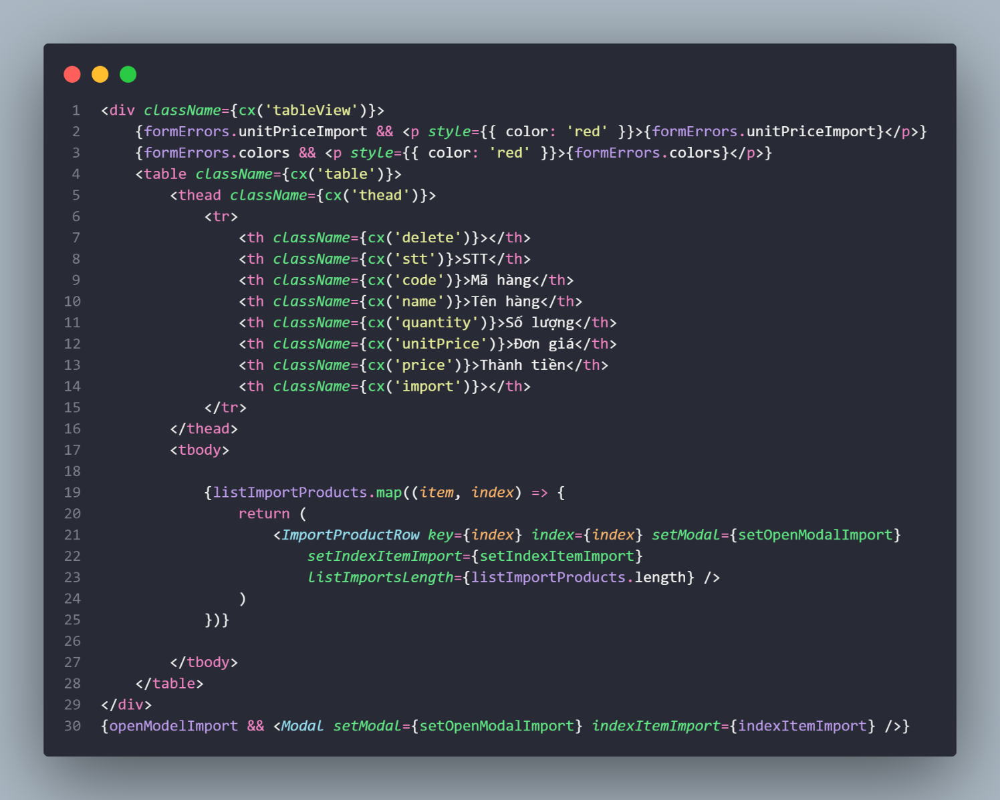 1 <div className={cx('tableView')}>
2     {formErrors.unitPriceImport && <p style={{ color: 'red' }}>{formErrors.unitPriceImport}</p>}
3     {formErrors.colors && <p style={{ color: 'red' }}>{formErrors.colors}</p>}
4     <table className={cx('table')}>
5         <thead className={cx('thead')}>
6             <tr>
7                 <th className={cx('delete')}></th>
8                 <th className={cx('stt')}>STT</th>
9                 <th className={cx('code')}>Mã hàng</th>
10                 <th className={cx('name')}>Tên hàng</th>
11                 <th className={cx('quantity')}>Số lượng</th>
12                 <th className={cx('unitPrice')}>Đơn giá</th>
13                 <th className={cx('price')}>Thành tiền</th>
14                 <th className={cx('import')}></th>
15             </tr>
16         </thead>
17         <tbody>
18
19             {listImportProducts.map((item, index) => {
20                 return (
21                     <ImportProductRow key={index} index={index} setModal={setOpenModalImport}
22                         setIndexItemImport={setIndexItemImport}
23                         listImportsLength={listImportProducts.length} />
24                 )
25             })}
26
27         </tbody>
28     </table>
29 </div>
30 {openModelImport && <Modal setModal={setOpenModalImport} indexItemImport={indexItemImport} />}